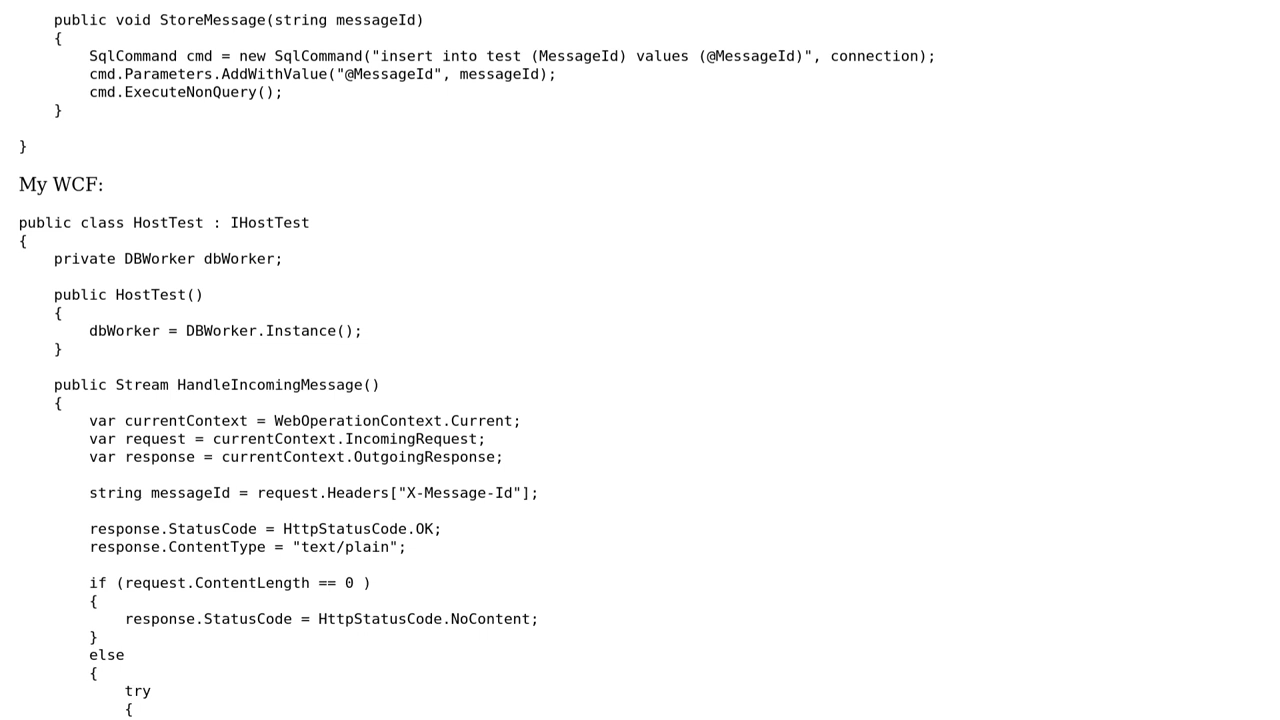 public void StoreMessage(string messageId)
    {
        SqlCommand cmd = new SqlCommand("insert into test (MessageId) values (@MessageId)", connection);
        cmd.Parameters.AddWithValue("@MessageId", messageId);
        cmd.ExecuteNonQuery();
    }

}
My WCF:
public class HostTest : IHostTest
{
    private DBWorker dbWorker;

    public HostTest()
    {
        dbWorker = DBWorker.Instance();
    }

    public Stream HandleIncomingMessage()
    {
        var currentContext = WebOperationContext.Current;
        var request = currentContext.IncomingRequest;
        var response = currentContext.OutgoingResponse;

        string messageId = request.Headers["X-Message-Id"];

        response.StatusCode = HttpStatusCode.OK;
        response.ContentType = "text/plain";

        if (request.ContentLength == 0 )
        {
            response.StatusCode = HttpStatusCode.NoContent;
        }
        else
        {
            try
            {